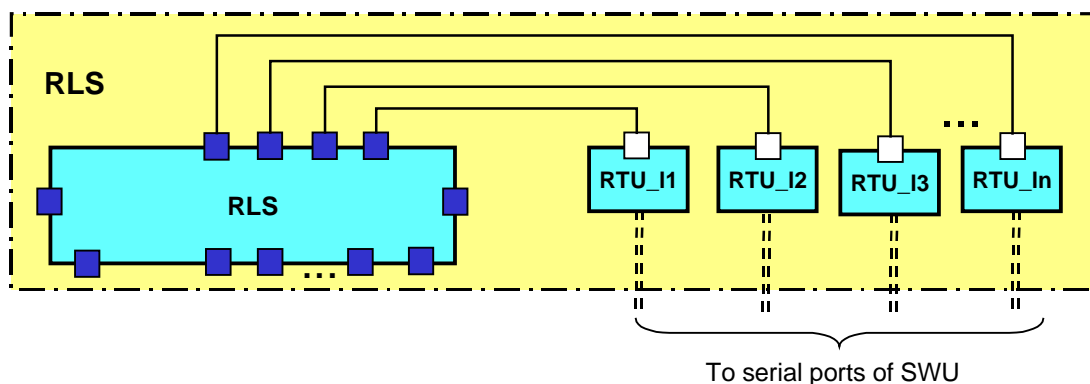 RLS
...
RLS
RTU_I1
RTU_I2
RTU_I3
RTU_In
...
To serial ports of SWU